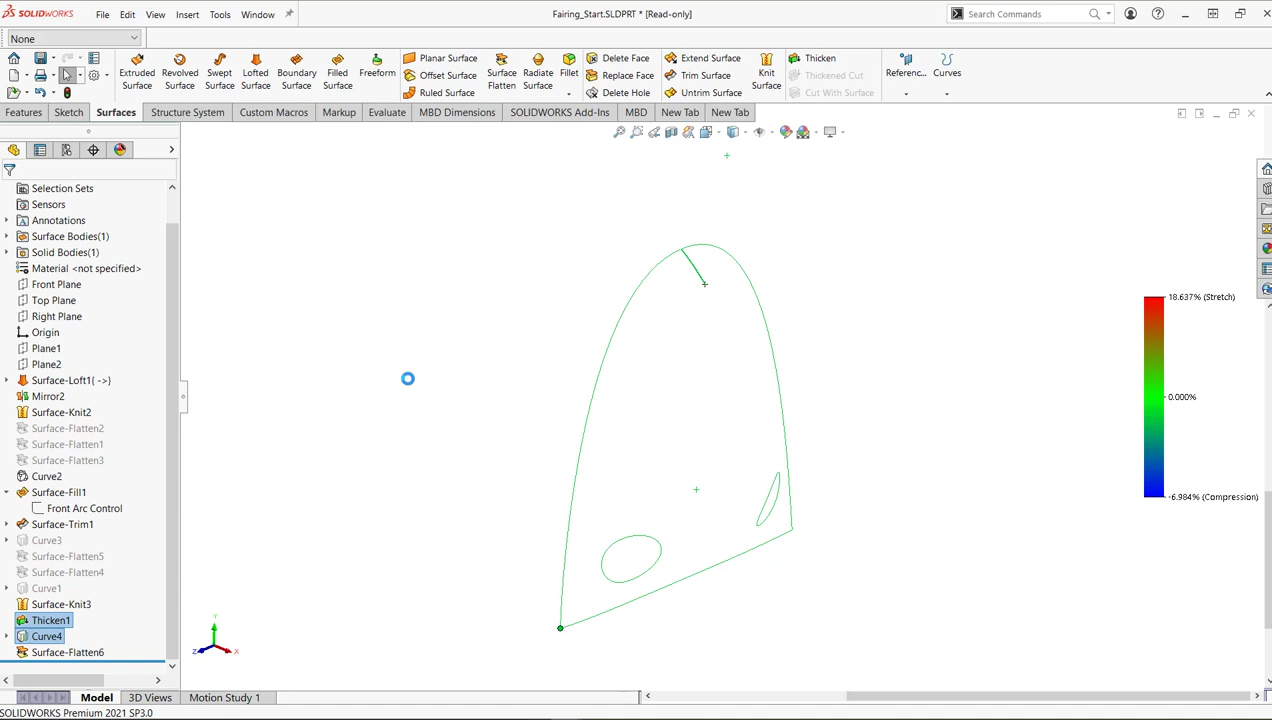 SOLIDWORKS File Edit View Insert Tools Window Fairing_Start.SLDPRT * [Read-only] Search Commands
None
Extruded Surface
Revolved Surface
Swept Surface
Lofted Surface
Boundary Surface
Filled Surface
Freeform
Planar Surface
Offset Surface
Ruled Surface
Surface Flatten
Radiate Surface
Fillet
Delete Face
Replace Face
Delete Hole
Extend Surface
Trim Surface
Untrim Surface
Knit Surface
Thicken
Thickened Cut
Cut With Surface
Referenc...
Curves
Features Sketch Surfaces Structure System Custom Macros Markup Evaluate MBD Dimensions SOLIDWORKS Add-Ins MBD New Tab New Tab
Selection Sets
Sensors
Annotations
Surface Bodies(1)
Solid Bodies(1)
Material <not specified>
Front Plane
Top Plane
Right Plane
Origin
Plane1
Plane2
Surface-Loft1{ ->}
Mirror2
Surface-Knit2
Surface-Flatten2
Surface-Flatten1
Surface-Flatten3
Curve2
Surface-Fill1
Front Arc Control
Surface-Trim1
Curve3
Surface-Flatten5
Surface-Flatten4
Curve1
Surface-Knit3
Thicken1
Curve4
Surface-Flatten6
18.637% (Stretch)
0.000%
-6.984% (Compression)
Y
Z X
Model 3D Views Motion Study 1
SOLIDWORKS Premium 2021 SP3.0